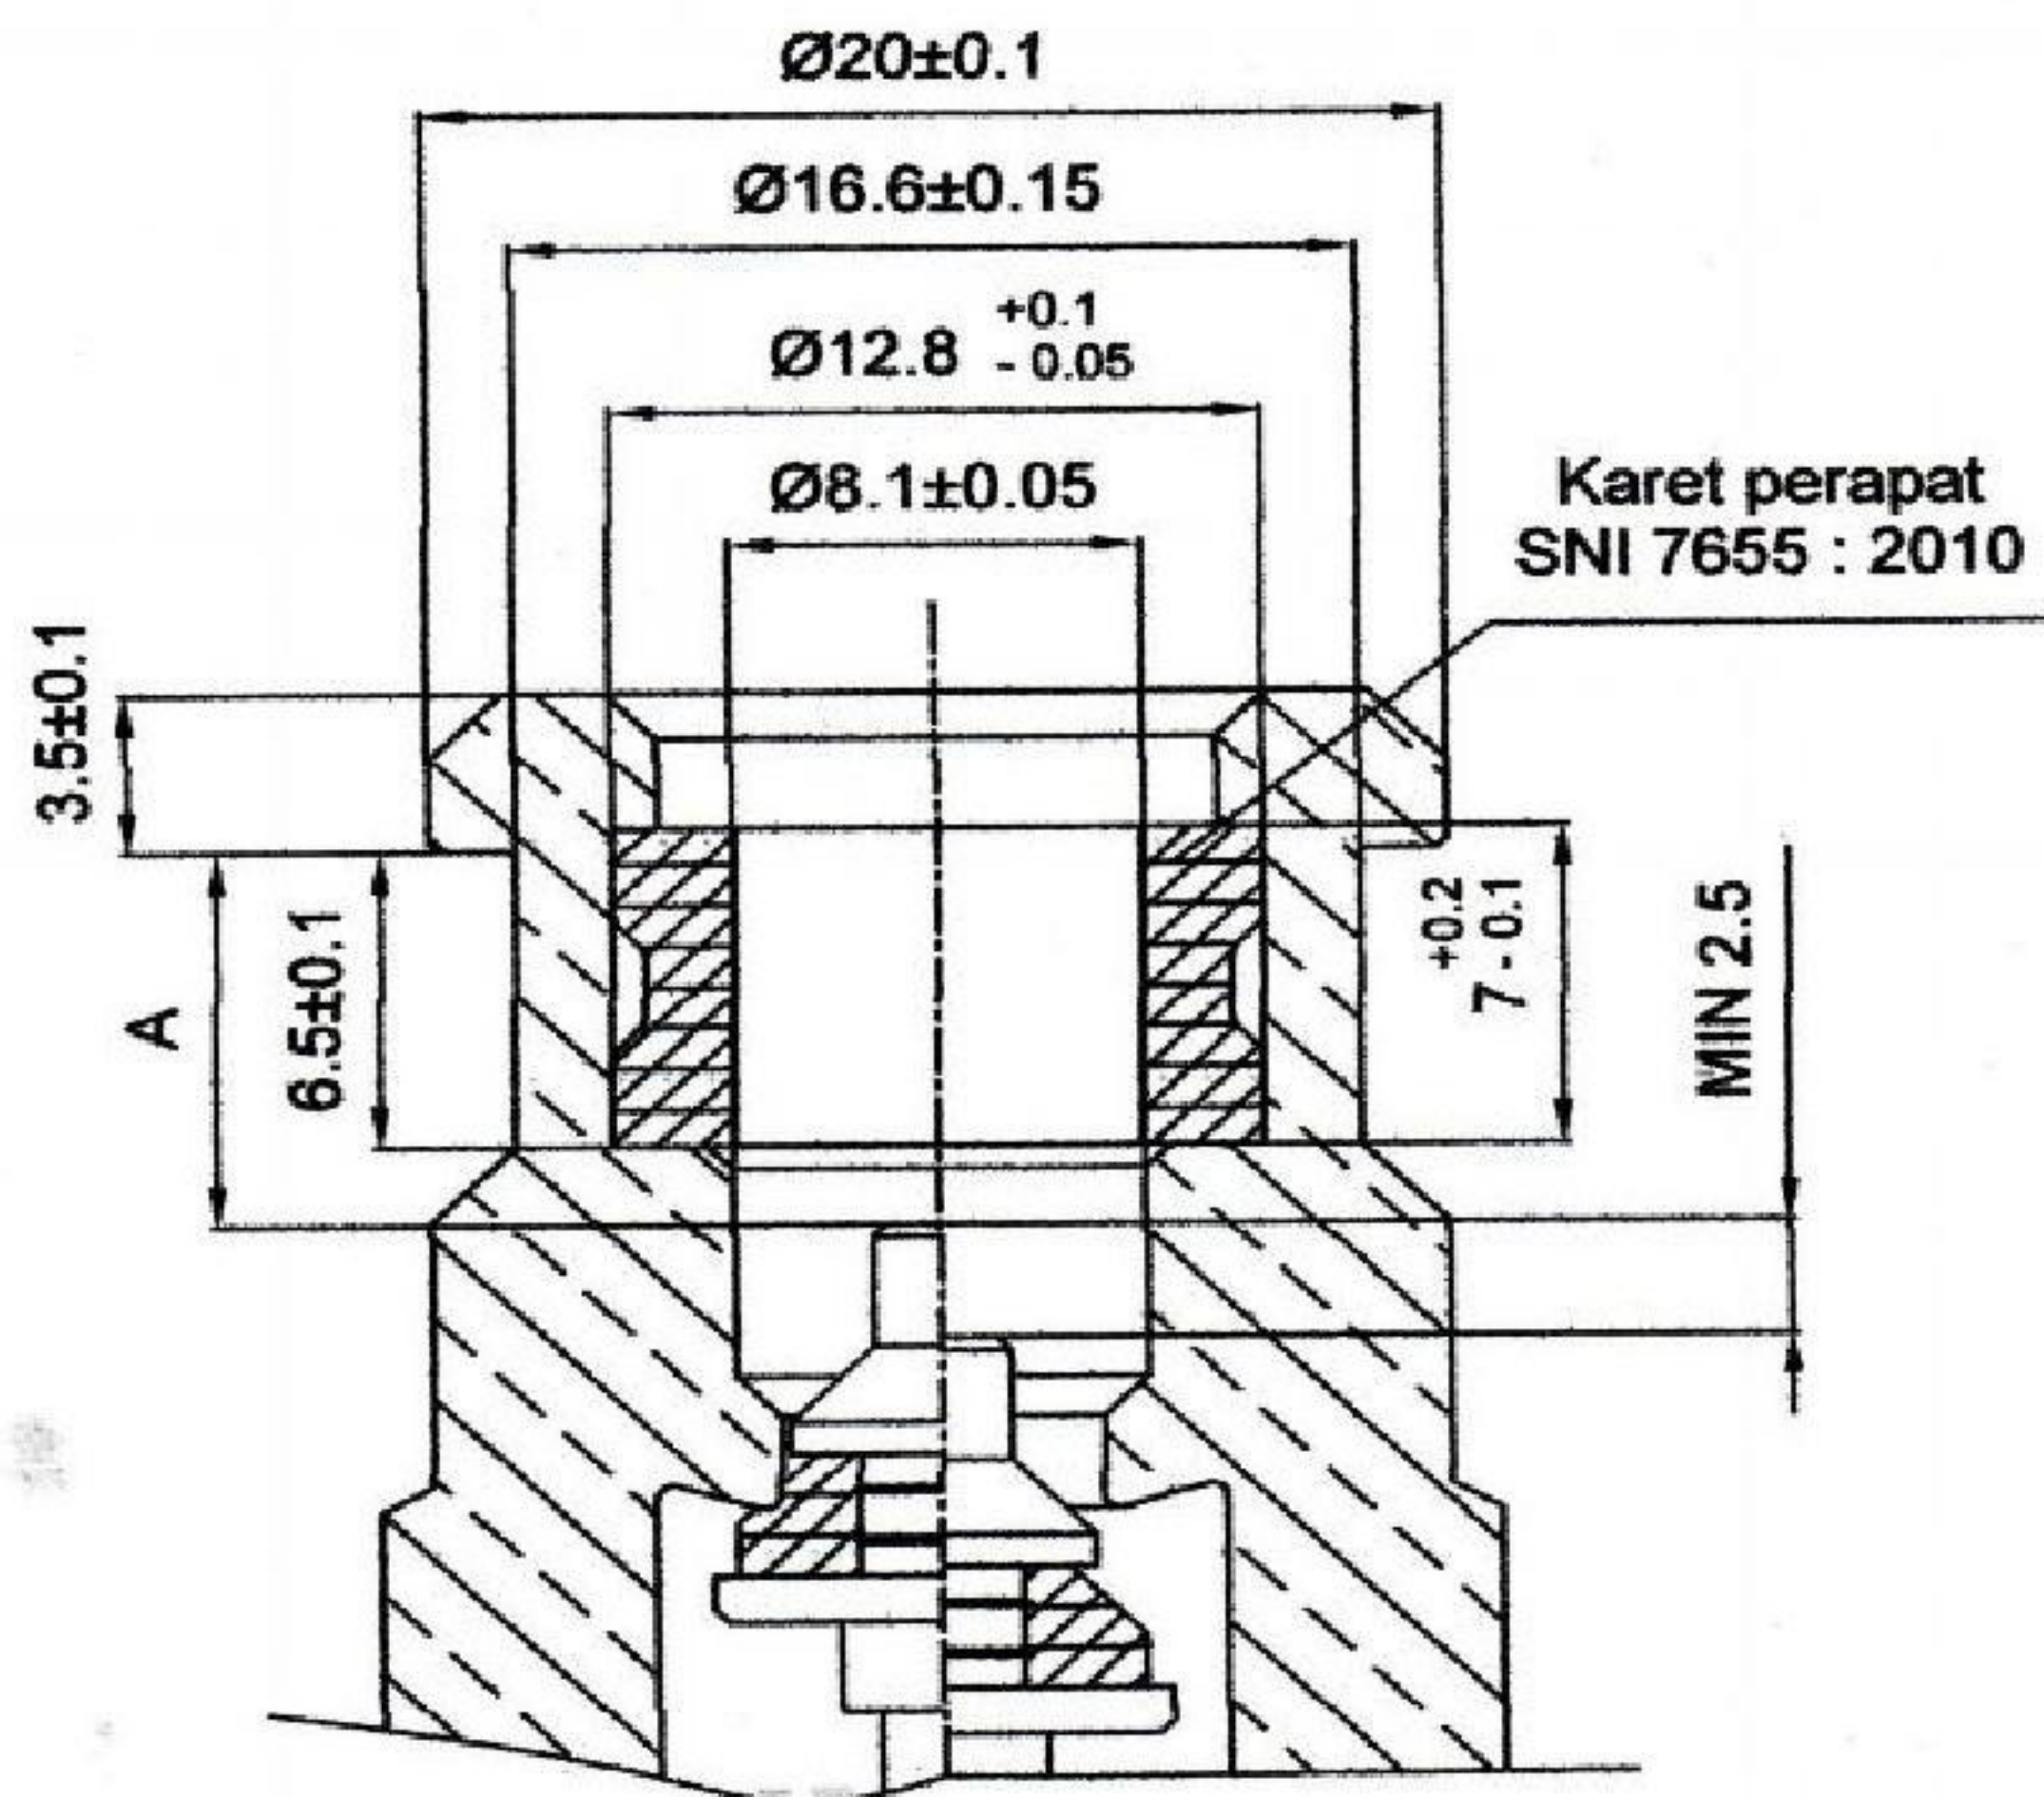 Ø20±0.1
Ø16.6±0.15
Ø12.8 +0.1
- 0.05
Ø8.1±0.05
Karet perapat
SNI 7655 : 2010
3.5±0.1
A
6.5±0.1
7 +0.2
- 0.1
MIN 2.5